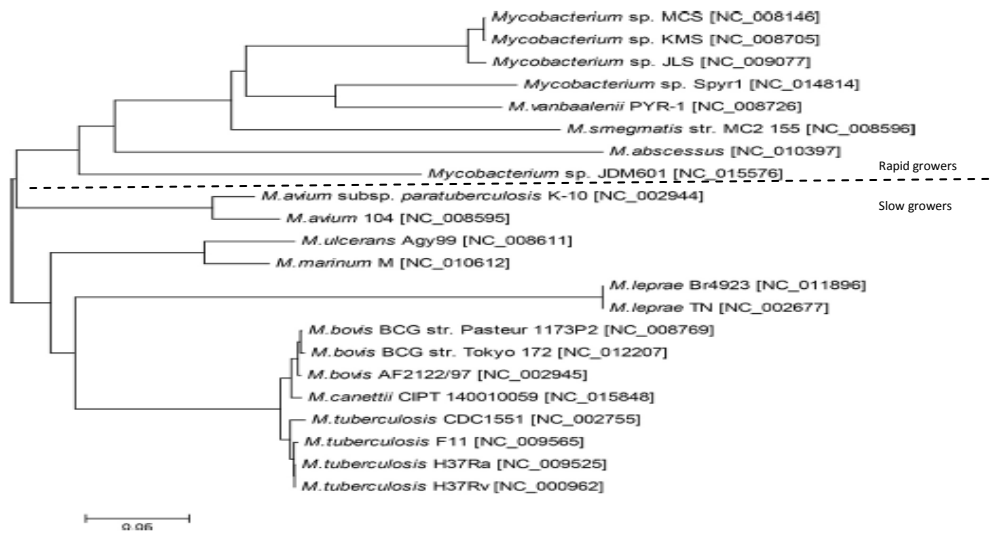 Mycobacterium sp. MCS [NC_008146]
Mycobacterium sp. KMS [NC_008705]
Mycobacterium sp. JLS [NC_009077]
Mycobacterium sp. Spyr1 [NC_014814]
M.vanbaalenii PYR-1 [NC_008726]
M.smegmatis str. MC2 155 [NC_008596]
M.abscessus [NC_010397]
Rapid growers
Mycobacterium sp. JDM601 [NC_015576]
M.avium subsp. paratuberculosis K-10 [NC_002944]
Slow growers
M.avium 104 [NC_008595]
M.ulcerans Agy99 [NC_008611]
M.marinum M [NC_010612]
M.leprae Br4923 [NC_011896]
M.leprae TN [NC_002677]
M.bovis BCG str. Pasteur 1173P2 [NC_008769]
M.bovis BCG str. Tokyo 172 [NC_012207]
M.bovis AF2122/97 [NC_002945]
M.canettii CIPT 140010059 [NC_015848]
M.tuberculosis CDC1551 [NC_002755]
M.tuberculosis F11 [NC_009565]
M.tuberculosis H37Ra [NC_009525]
M.tuberculosis H37Rv [NC_000962]